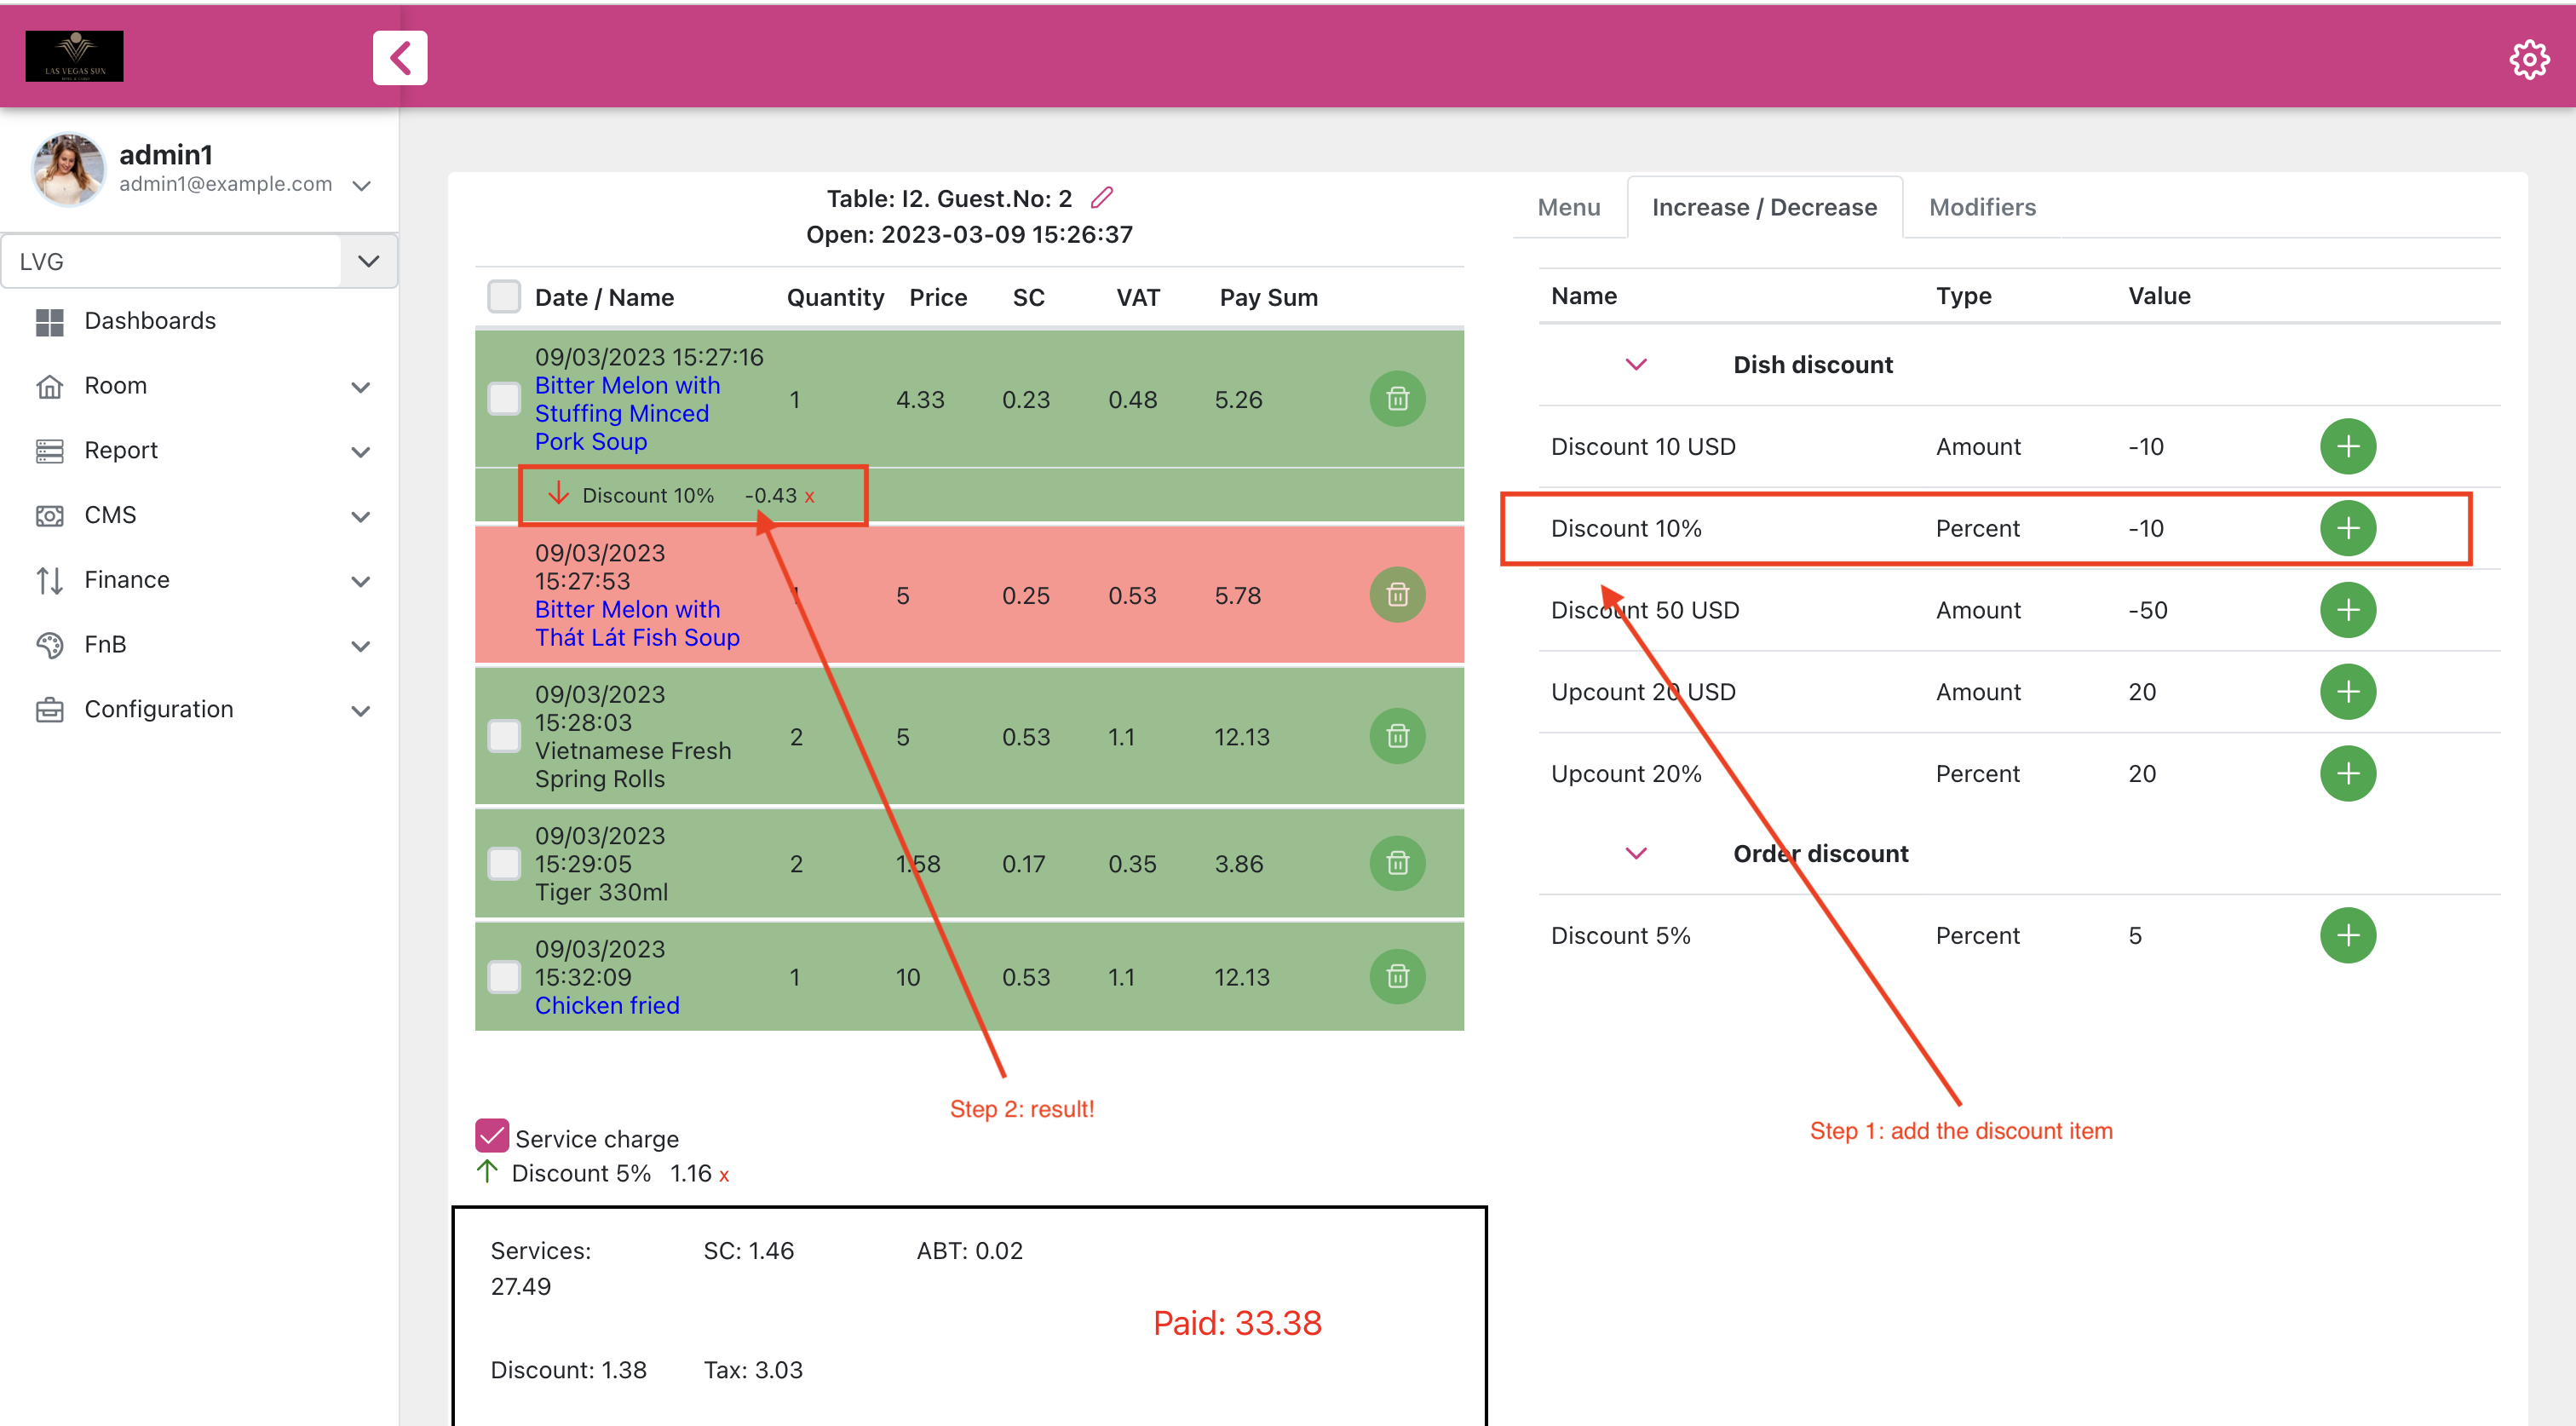 LAS VEGAS SUN
admin1
admin1@example.com
LVG
Dashboards
Room
Report
CMS
Finance
FnB
Configuration
Table: I2. Guest.No: 2
Open: 2023-03-09 15:26:37
Date / Name Quantity Price SC VAT Pay Sum
09/03/2023 15:27:16
Bitter Melon with
Stuffing Minced
Pork Soup
1 4.33 0.23 0.48 5.26
Discount 10% -0.43 x
09/03/2023
15:27:53
Bitter Melon with
Thát Lát Fish Soup
1 5 0.25 0.53 5.78
09/03/2023
15:28:03
Vietnamese Fresh
Spring Rolls
2 5 0.53 1.1 12.13
09/03/2023
15:29:05
Tiger 330ml
2 1.58 0.17 0.35 3.86
09/03/2023
15:32:09
Chicken fried
1 10 0.53 1.1 12.13
Step 2: result!
Service charge
Discount 5% 1.16 x
Services: SC: 1.46 ABT: 0.02
27.49
Paid: 33.38
Discount: 1.38 Tax: 3.03
Menu Increase / Decrease Modifiers
Name Type Value
Dish discount
Discount 10 USD Amount -10
Discount 10% Percent -10
Discount 50 USD Amount -50
Upcount 20 USD Amount 20
Upcount 20% Percent 20
Order discount
Discount 5% Percent 5
Step 1: add the discount item